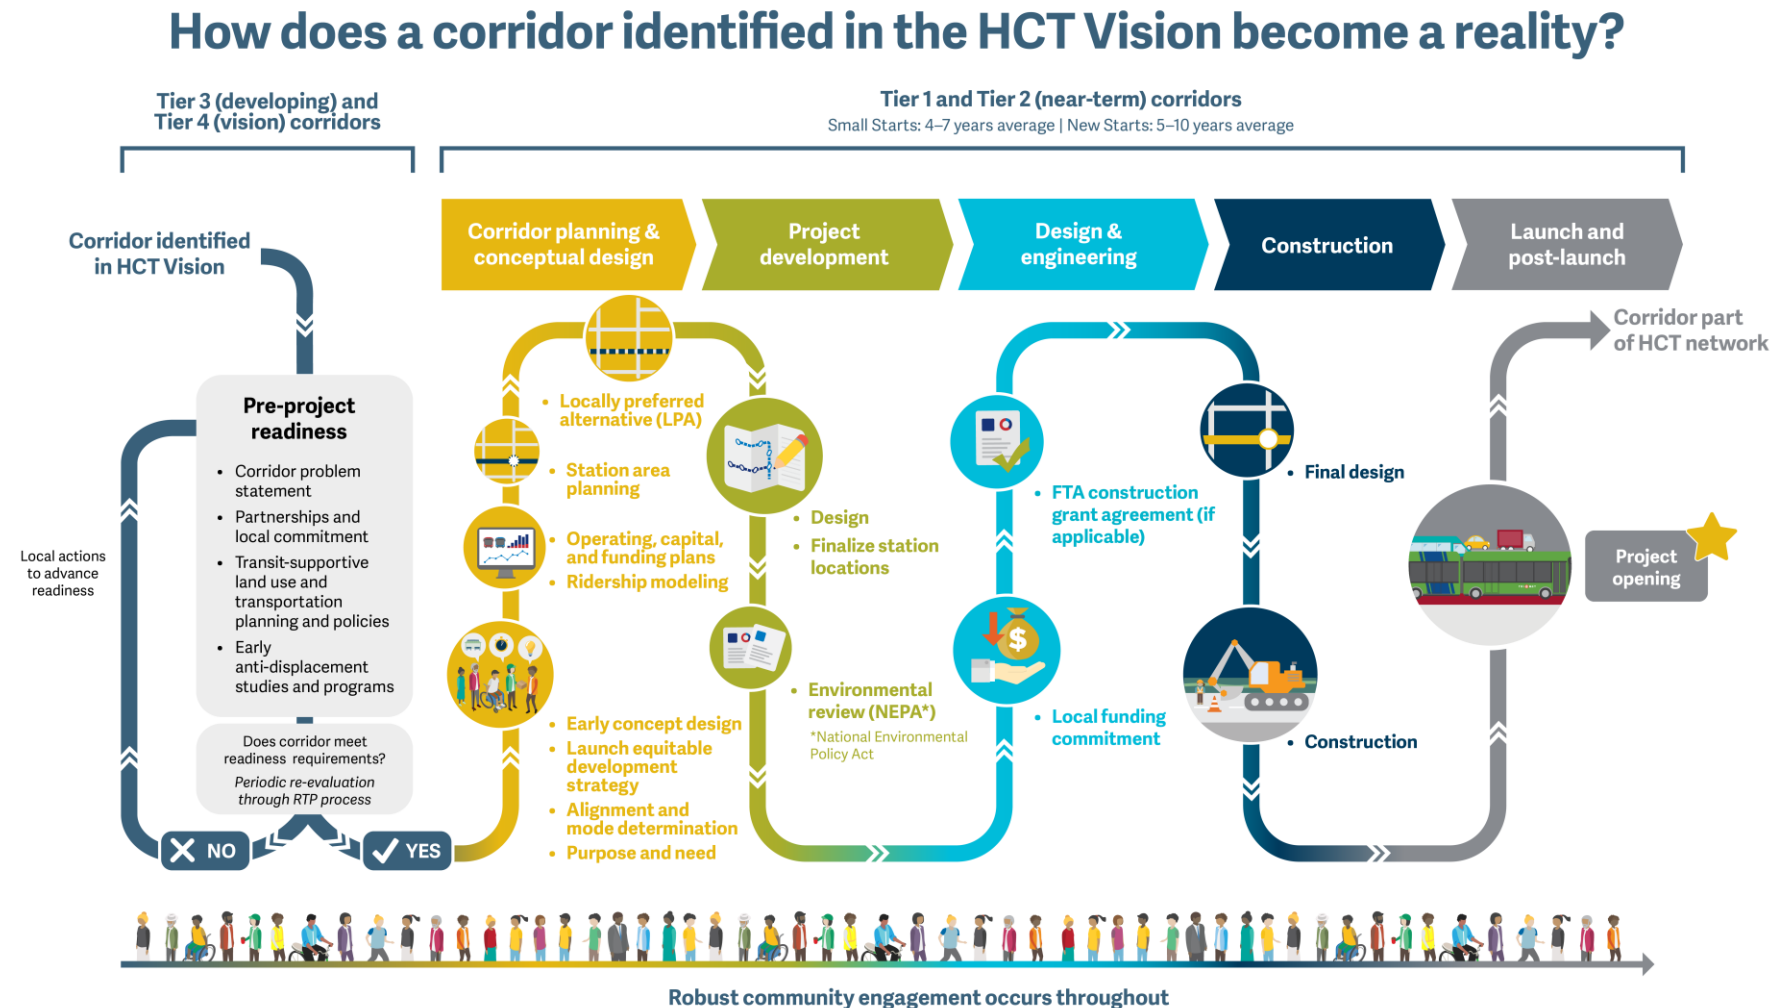 How does a corridor identified in the HCT Vision become a reality?
Tier 3 (developing) and
Tier 4 (vision) corridors
Tier 1 and Tier 2 (near-term) corridors
Small Starts: 4–7 years average | New Starts: 5–10 years average
Corridor identified
in HCT Vision
Pre-project
readiness
• Corridor problem
statement
• Partnerships and
local commitment
• Transit-supportive
land use and
transportation
planning and policies
• Early
anti-displacement
studies and programs
Local actions
to advance
readiness
Does corridor meet
readiness requirements?
Periodic re-evaluation
through RTP process
NO
YES
Corridor planning &
conceptual design
• Locally preferred
alternative (LPA)
• Station area
planning
• Operating, capital,
and funding plans
• Ridership modeling
• Early concept design
• Launch equitable
development
strategy
• Alignment and
mode determination
• Purpose and need
Project
development
• Design
• Finalize station
locations
• Environmental
review (NEPA*)
*National Environmental
Policy Act
Design &
engineering
• FTA construction
grant agreement (if
applicable)
$
• Local funding
commitment
Construction
• Final design
• Construction
Launch and
post-launch
Corridor part
of HCT network
Project
opening
Robust community engagement occurs throughout